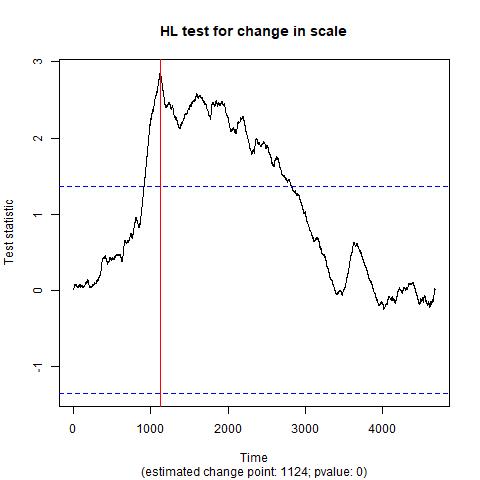 HL test for change in scale
Test statistic
3
2
1
0
-1
0 1000 2000 3000 4000
Time
(estimated change point: 1124; pvalue: 0)